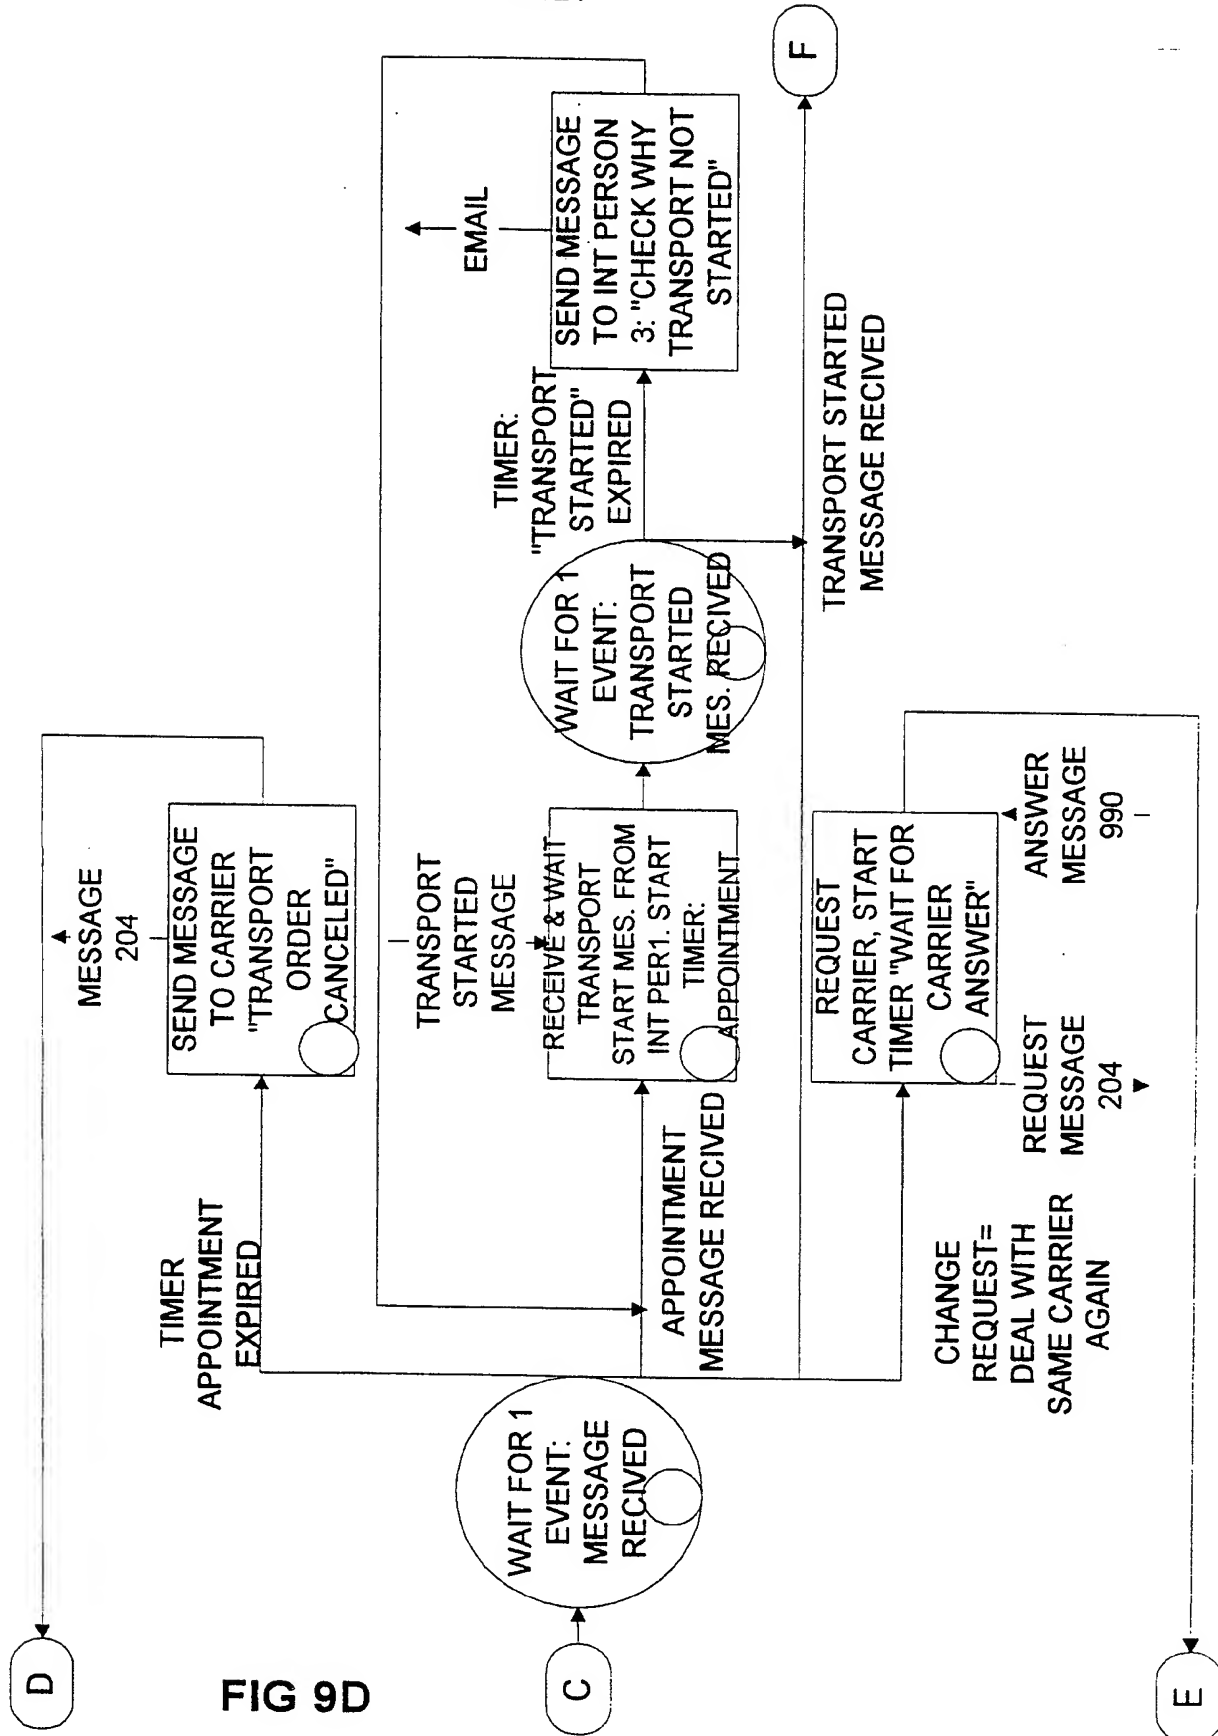 D
MESSAGE
204
SEND MESSAGE
TO CARRIER
"TRANSPORT
ORDER
CANCELED"
TIMER
APPOINTMENT
EXPIRED
C
WAIT FOR 1
EVENT:
MESSAGE
RECIVED
TRANSPORT
STARTED
MESSAGE
RECEIVE & WAIT
TRANSPORT
START MES. FROM
INT PER1. START
TIMER:
APPOINTMENT
APPOINTMENT
MESSAGE RECIVED
WAIT FOR 1
EVENT:
TRANSPORT
STARTED
MES. RECIVED
TIMER:
"TRANSPORT
STARTED"
EXPIRED
EMAIL
SEND MESSAGE
TO INT PERSON
3: "CHECK WHY
TRANSPORT NOT
STARTED"
F
TRANSPORT STARTED
MESSAGE RECIVED
REQUEST
CARRIER, START
TIMER "WAIT FOR
CARRIER
ANSWER"
CHANGE
REQUEST=
DEAL WITH
SAME CARRIER
AGAIN
REQUEST
MESSAGE
204
ANSWER
MESSAGE
990
E
FIG 9D